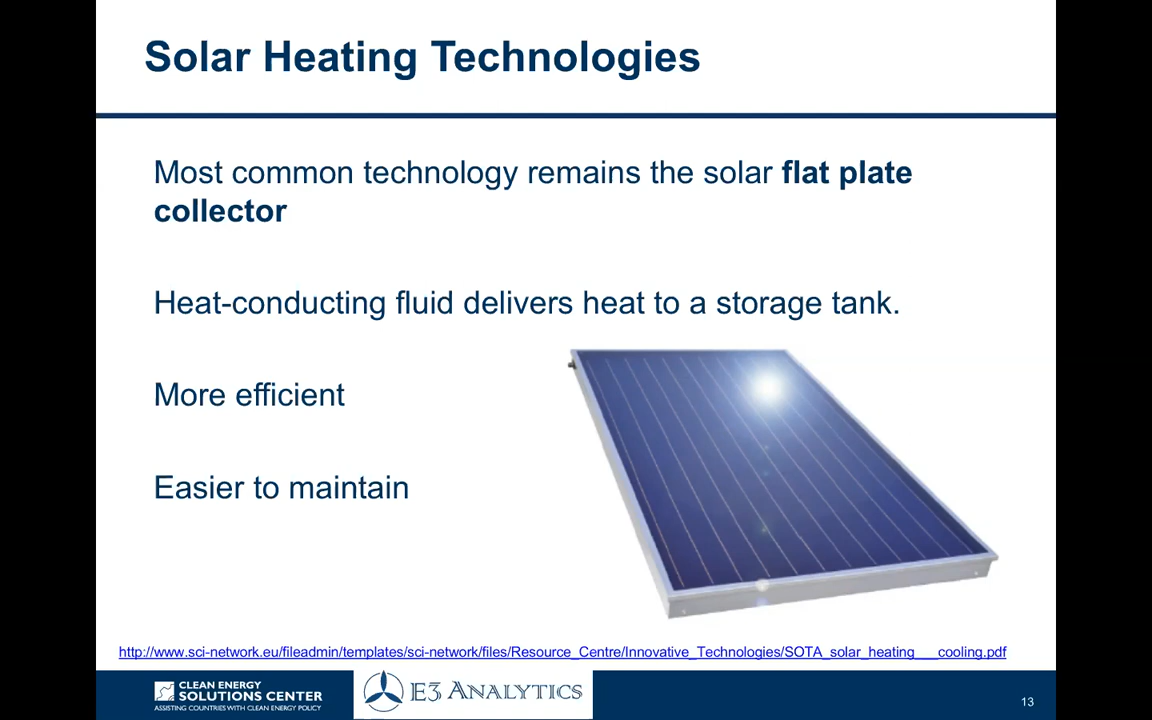 Solar Heating Technologies
Most common technology remains the solar flat plate
collector
Heat-conducting fluid delivers heat to a storage tank.
More efficient
Easier to maintain
http://www.sci-network.eu/fileadmin/templates/sci-network/files/Resource_Centre/Innovative_Technologies/SOTA_solar_heating___cooling.pdf
CLEAN ENERGY
SOLUTIONS CENTER
ASSISTING COUNTRIES WITH CLEAN ENERGY POLICY
E3 ANALYTICS
13